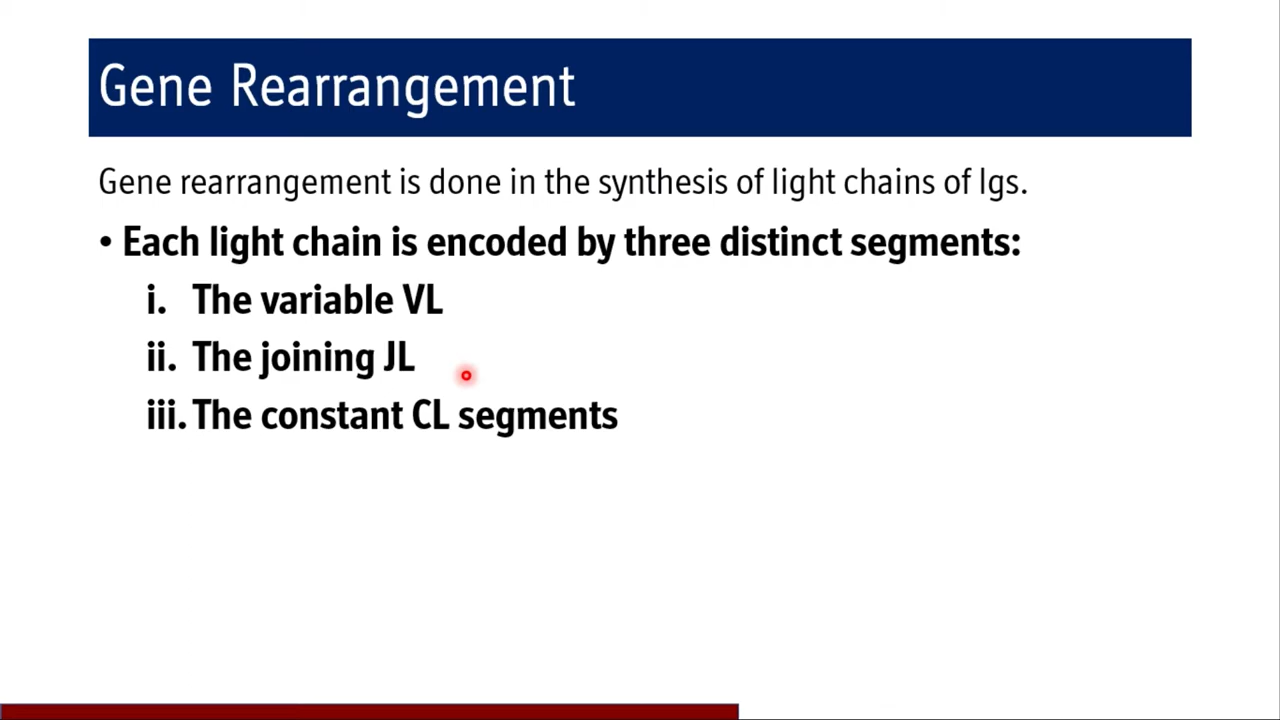 Gene Rearrangement
Gene rearrangement is done in the synthesis of light chains of Igs.
• Each light chain is encoded by three distinct segments:
i. The variable VL
ii. The joining JL
iii. The constant CL segments